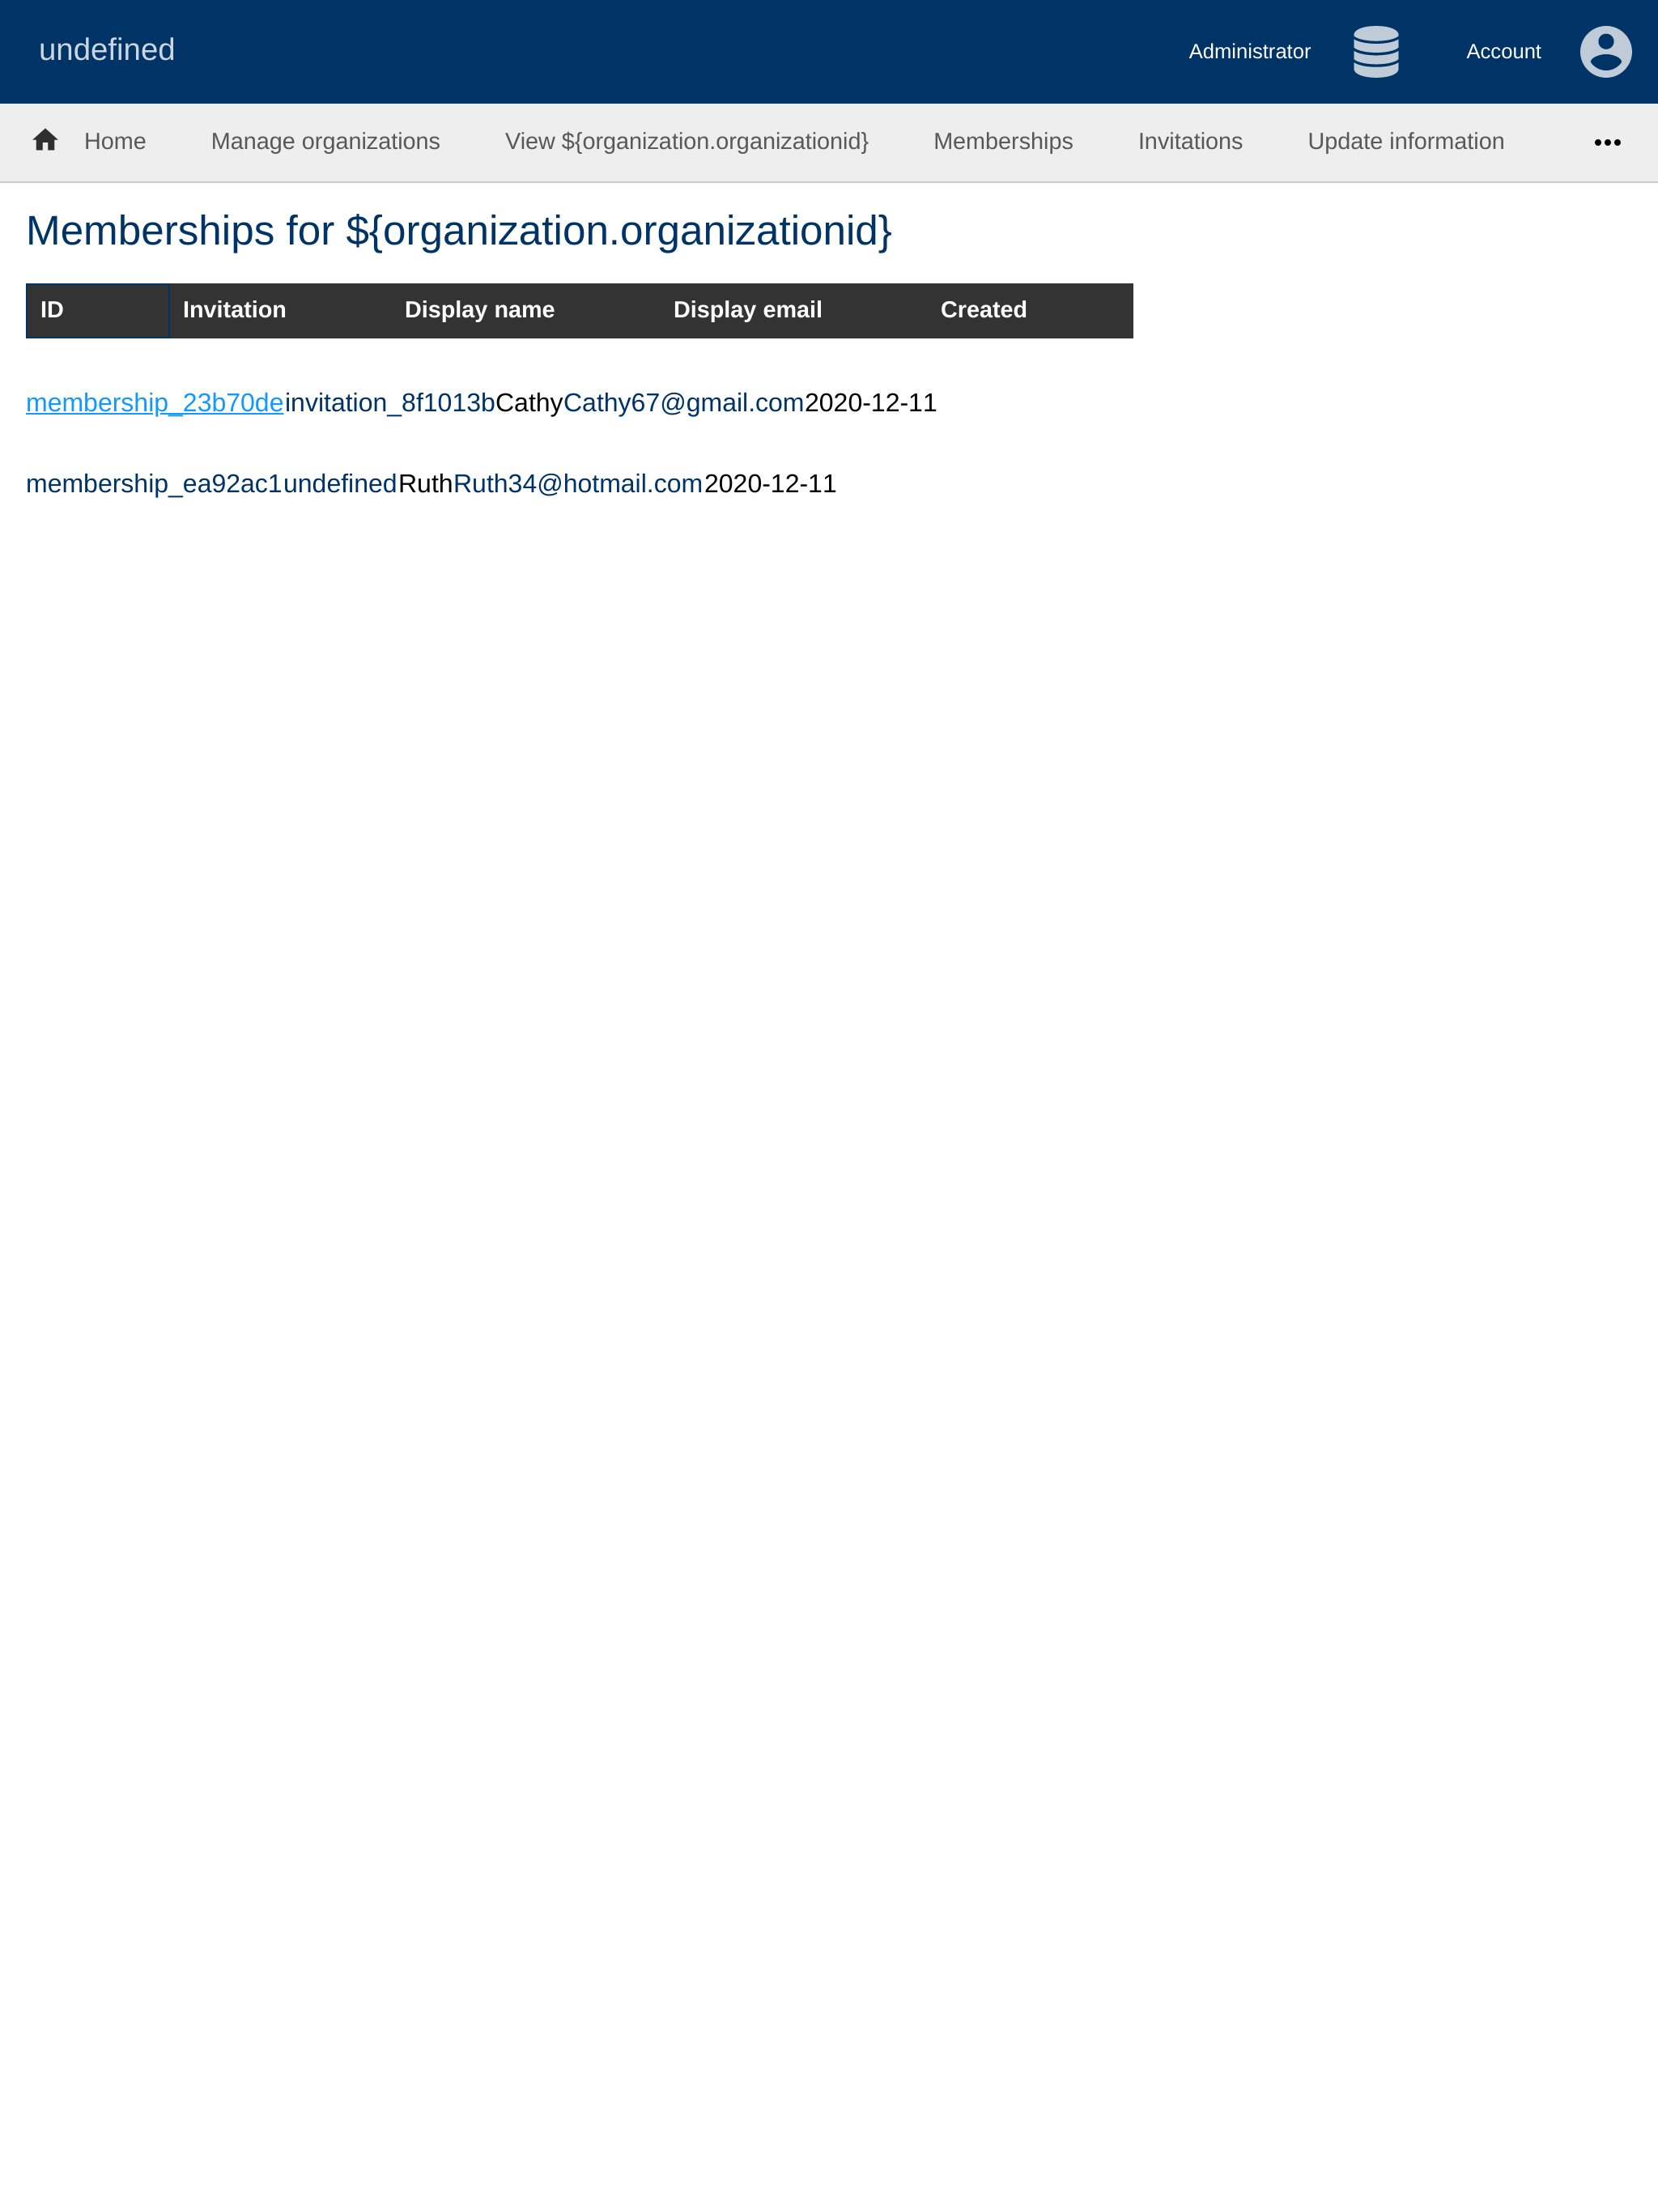 undefined Administrator Account
Home Manage organizations View ${organization.organizationid} Memberships Invitations Update information
Memberships for ${organization.organizationid}
ID Invitation Display name Display email Created
membership_23b70deinvitation_8f1013bCathyCathy67@gmail.com2020-12-11
membership_ea92ac1undefinedRuthRuth34@hotmail.com2020-12-11